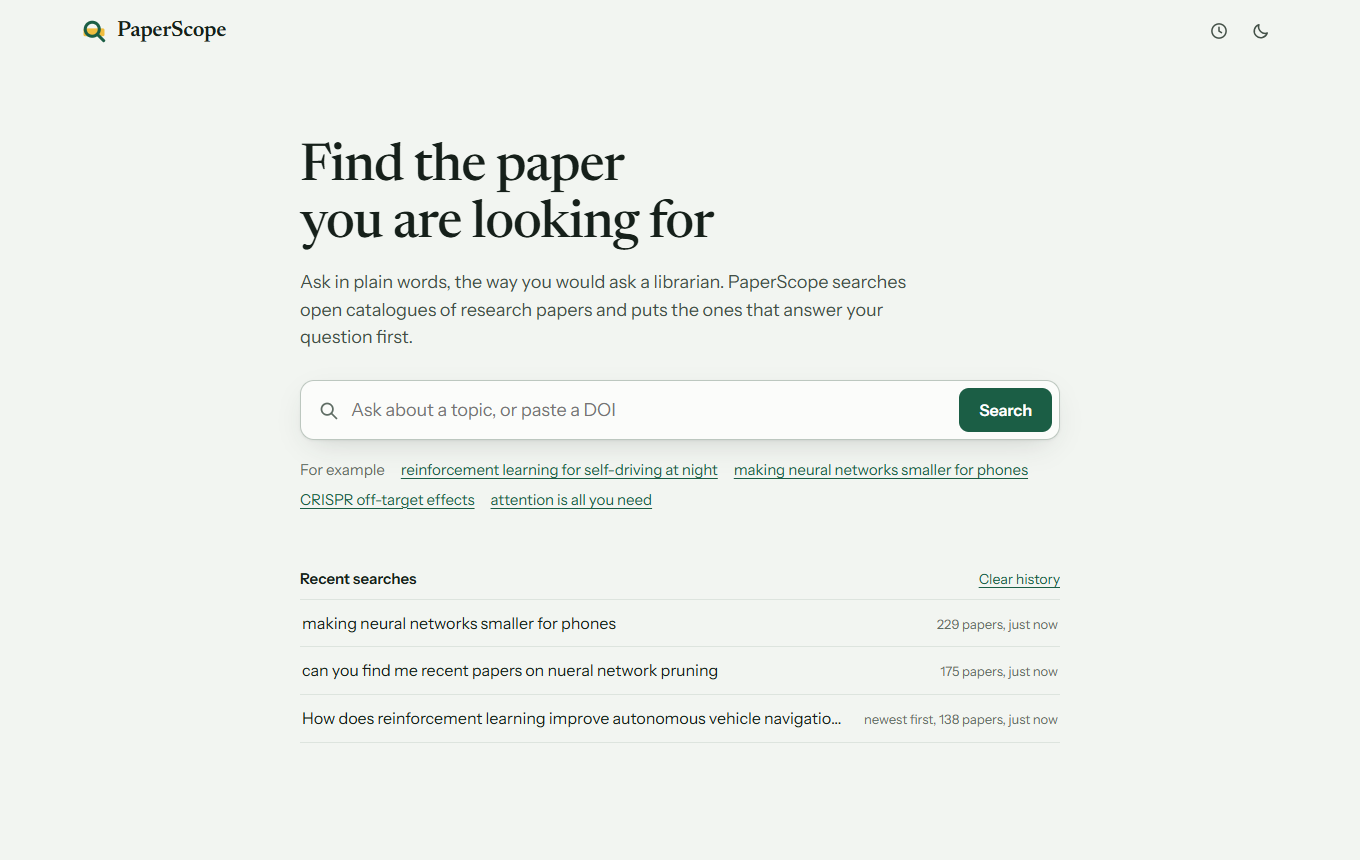 PaperScope
Find the paper
you are looking for
Ask in plain words, the way you would ask a librarian. PaperScope searches
open catalogues of research papers and puts the ones that answer your
question first.
Ask about a topic, or paste a DOI
Search
For example reinforcement learning for self-driving at night making neural networks smaller for phones
CRISPR off-target effects attention is all you need
Recent searches Clear history
making neural networks smaller for phones 229 papers, just now
can you find me recent papers on nueral network pruning 175 papers, just now
How does reinforcement learning improve autonomous vehicle navigatio... newest first, 138 papers, just now